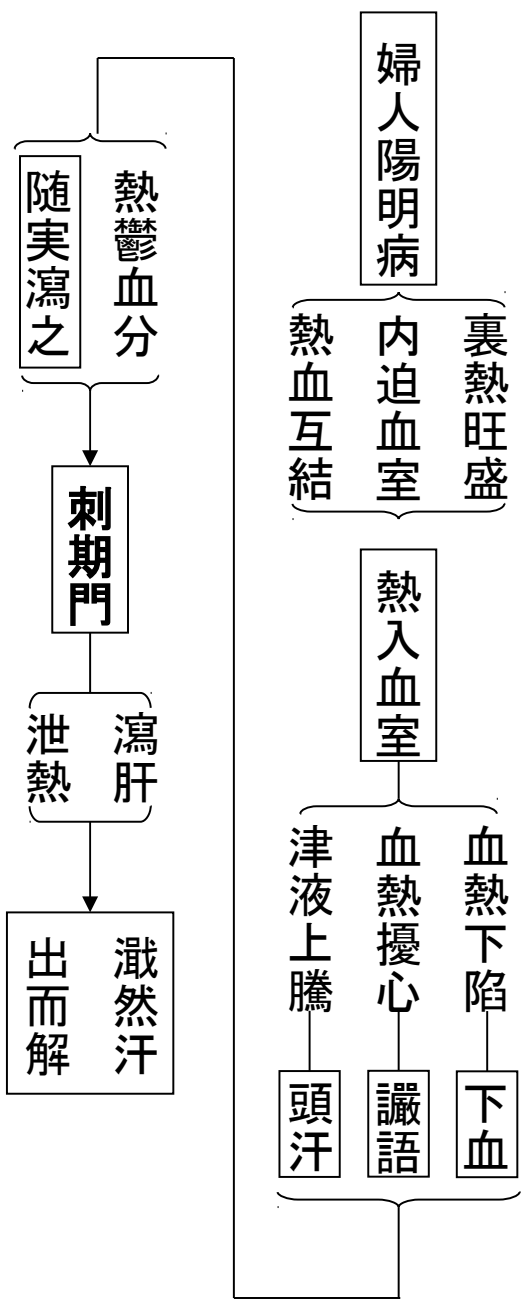 婦人陽明病
裏熱旺盛
内迫血室
熱血互結
熱入血室
血熱下陷
血熱擾心
津液上騰
下血
讝語
頭汗
熱鬱血分
随実瀉之
刺期門
瀉肝
泄熱
濈然汗
出而解